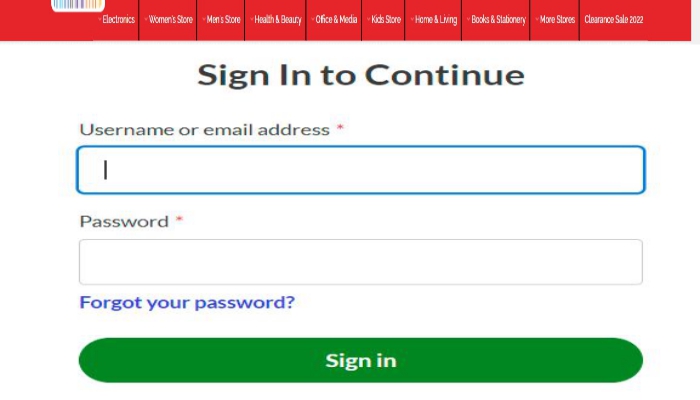 Electronics Women's Store Men's Store Health & Beauty Office & Media Kids Store Home & Living Books & Stationery More Stores Clearance Sale 2022
Sign In to Continue
Username or email address *
Password *
Forgot your password?
Sign in